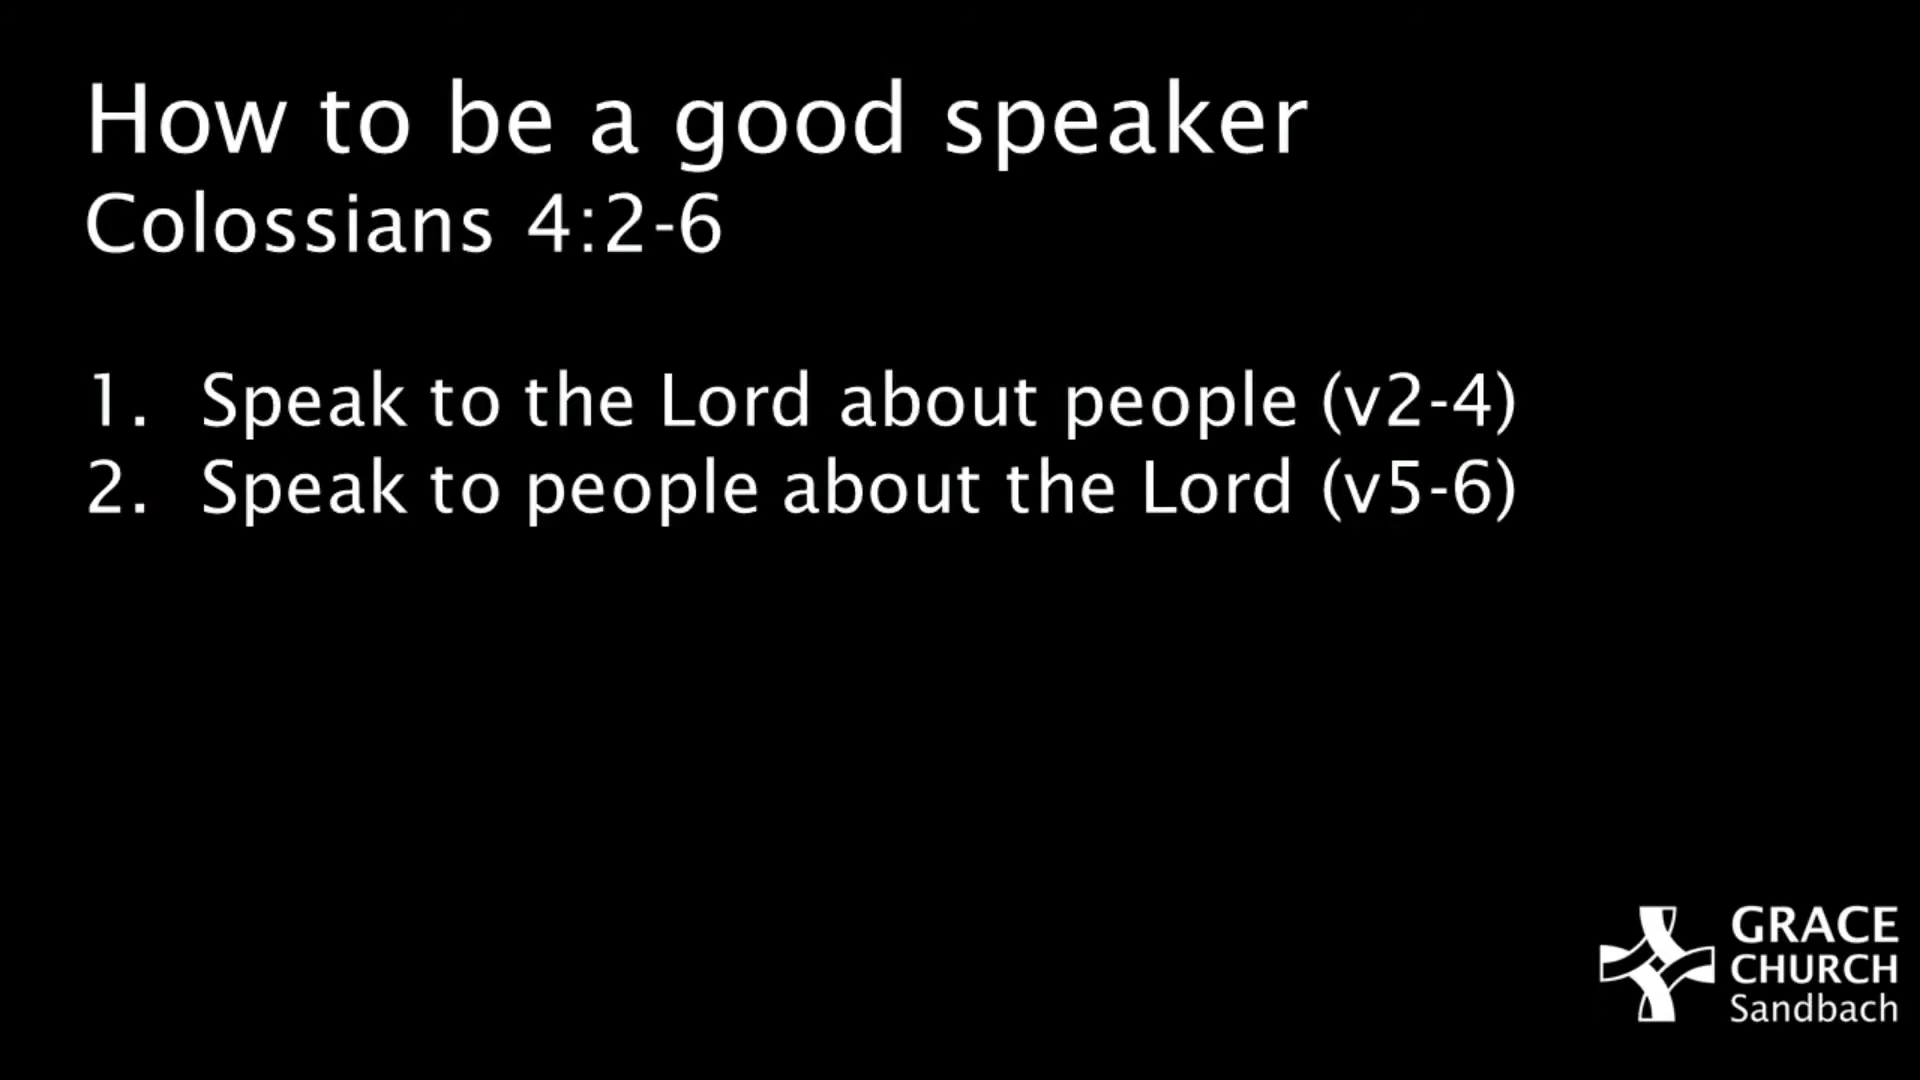 How to be a good speaker
Colossians 4:2-6
1. Speak to the Lord about people (v2-4)
2. Speak to people about the Lord (v5-6)
GRACE
CHURCH
Sandbach